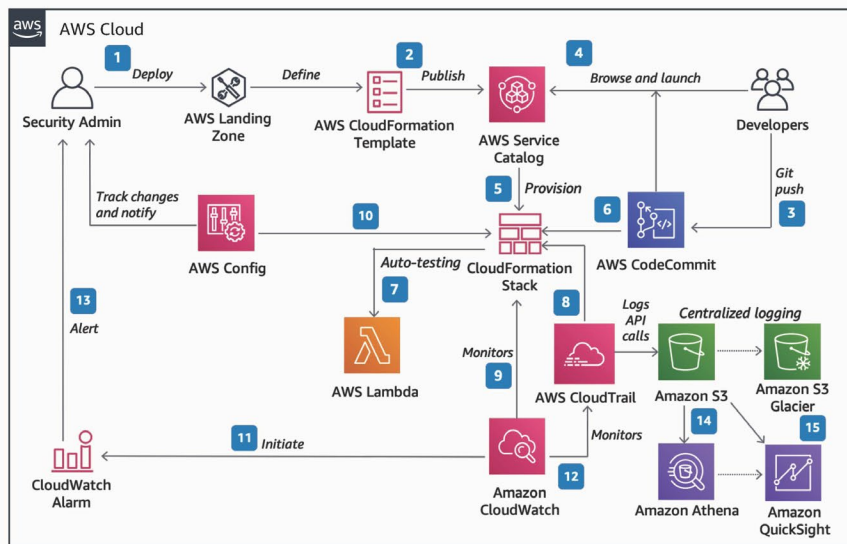 aws
AWS Cloud
1
Deploy
Define
2
Publish
4
Browse and launch
Security Admin
AWS Landing
Zone
AWS CloudFormation
Template
AWS Service
Catalog
Developers
Track changes
and notify
5
Provision
Git
push
3
6
10
AWS Config
Auto-testing
CloudFormation
Stack
AWS CodeCommit
13
Alert
7
8
Logs
API
calls
Centralized logging
AWS Lambda
Monitors
9
AWS CloudTrail
Amazon S3
Amazon S3
Glacier
11
Initiate
12
Monitors
14
15
CloudWatch
Alarm
Amazon
CloudWatch
Amazon Athena
Amazon
QuickSight